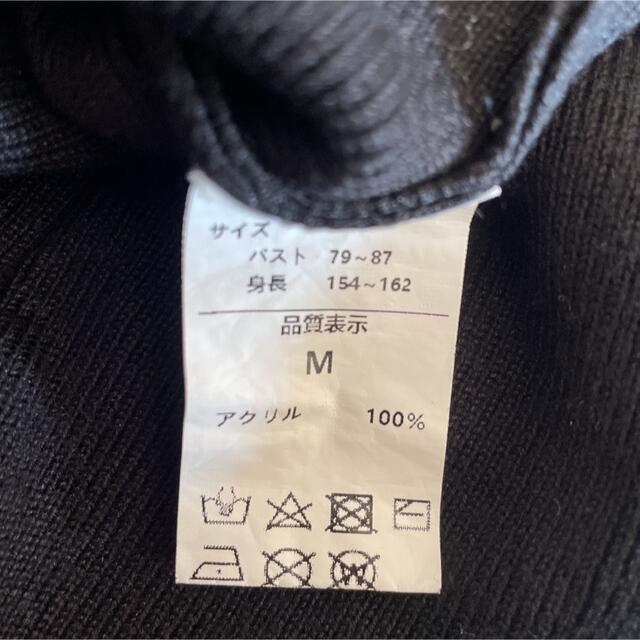 サイズ
バスト 79~87
身長 154~162
品質表示
M
アクリル 100%
W